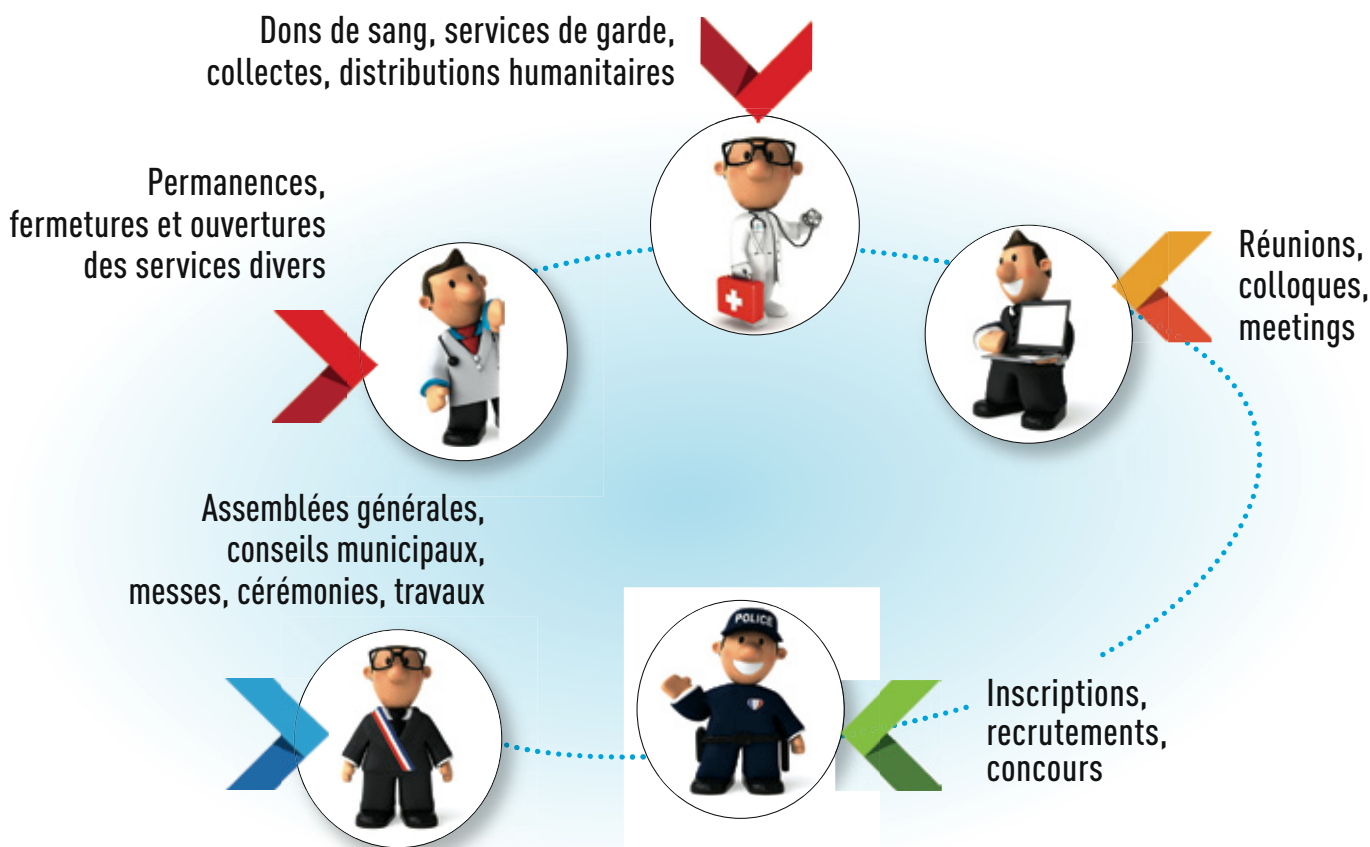 Dons de sang, services de garde,
collectes, distributions humanitaires
Permanences,
fermetures et ouvertures
des services divers
Réunions,
colloques,
meetings
Assemblées générales,
conseils municipaux,
messes, cérémonies, travaux
POLICE
Inscriptions,
recrutements,
concours